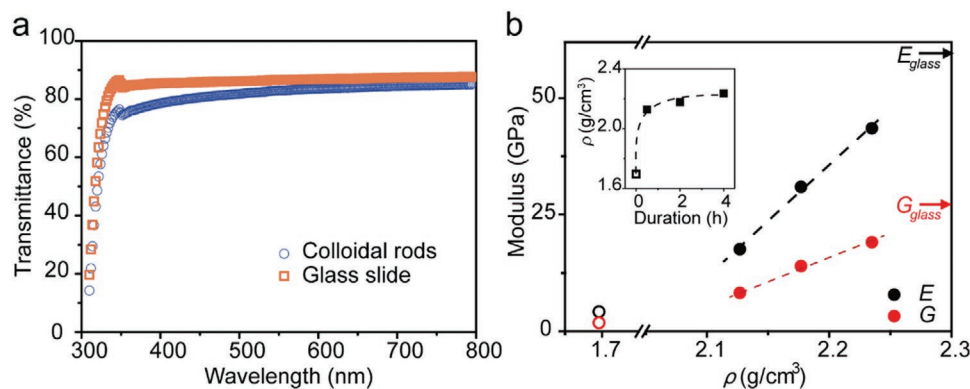 a
Transmittance (%)
100
80
60
40
20
0
300 400 500 600 700 800
Wavelength (nm)
Colloidal rods
Glass slide
b
Modulus (GPa)
50
25
0
1.7 2.1 2.2 2.3
ρ (g/cm³)
E_glass
G_glass
E
G
ρ (g/cm³)
2.4
2.0
1.6
0 2 4
Duration (h)